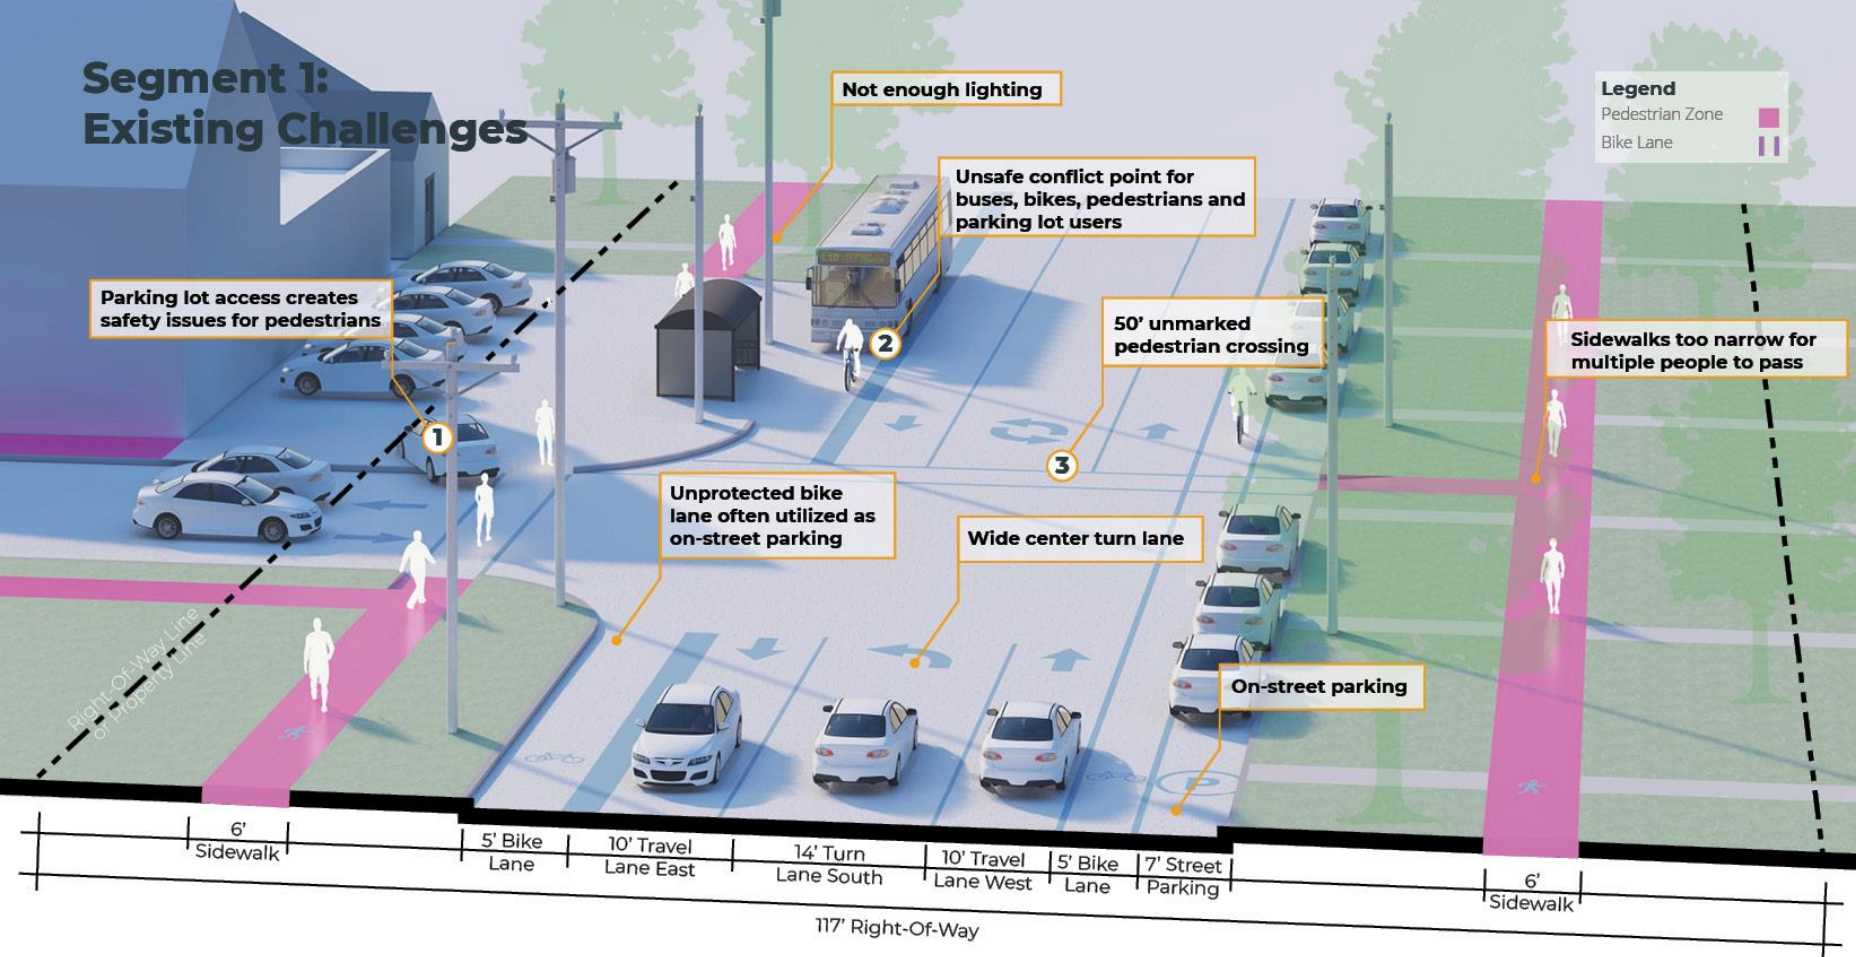 Segment 1:
Existing Challenges
Not enough lighting
Legend
Pedestrian Zone
Bike Lane
Unsafe conflict point for
buses, bikes, pedestrians and
parking lot users
Parking lot access creates
safety issues for pedestrians
50’ unmarked
pedestrian crossing
Sidewalks too narrow for
multiple people to pass
2
1
3
Unprotected bike
lane often utilized as
on-street parking
Wide center turn lane
On-street parking
Right-Of-Way Line
or Property Line
P
6’
Sidewalk
5’ Bike
Lane
10’ Travel
Lane East
14’ Turn
Lane South
10’ Travel
Lane West
5’ Bike
Lane
7’ Street
Parking
6’
Sidewalk
117’ Right-Of-Way